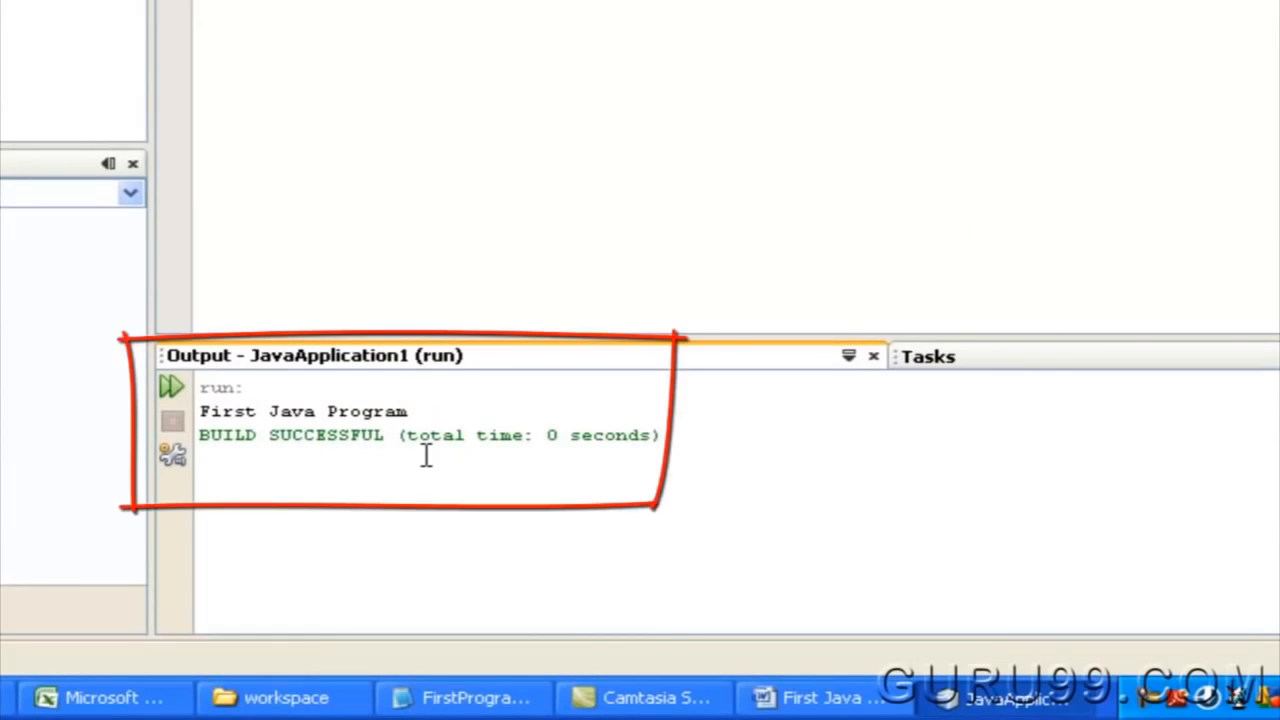 Output - JavaApplication1 (run)
Tasks
run:
First Java Program
BUILD SUCCESSFUL (total time: 0 seconds)
GURU99.COM
Microsoft ...
workspace
FirstProgra...
Camtasia S...
First Java ...
JavaApplic...